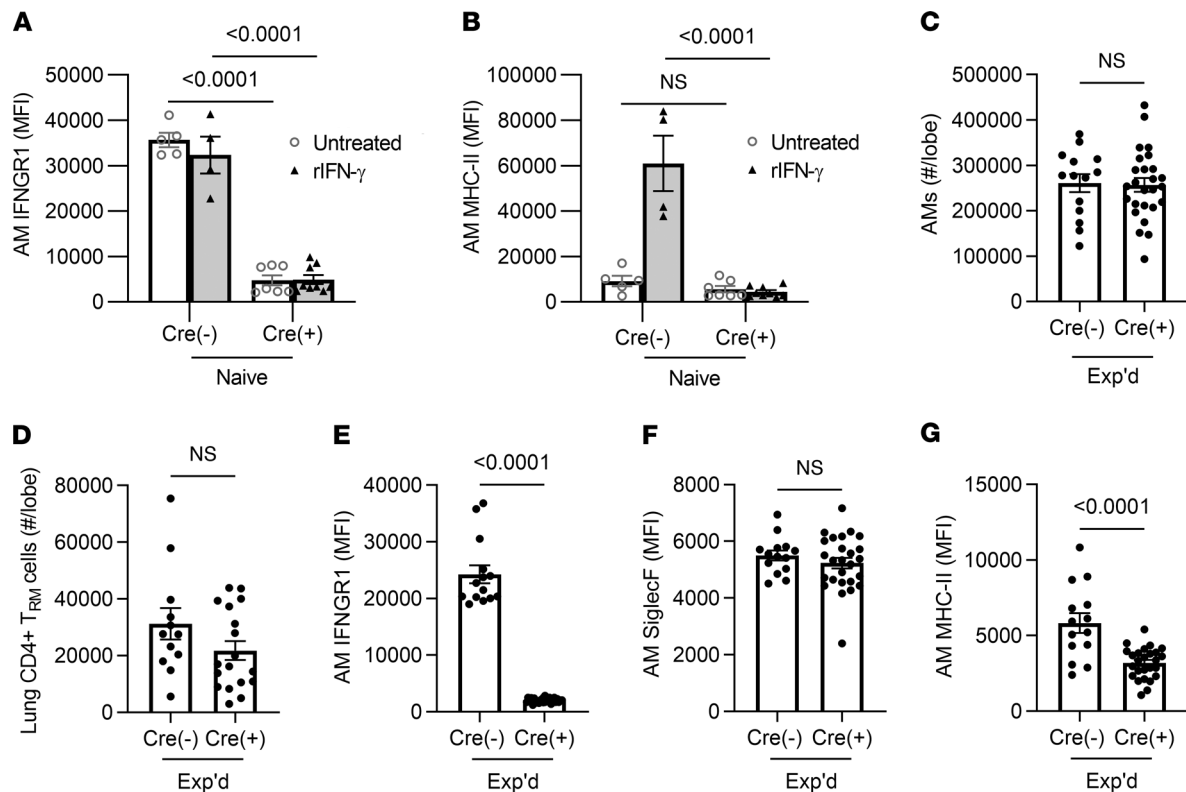 A
<0.0001
<0.0001
AM IFNGR1 (MFI)
50000
40000
30000
20000
10000
0
Untreated
rIFN-γ
Cre(-) Cre(+)
Naive
B
<0.0001
NS
AM MHC-II (MFI)
100000
80000
60000
40000
20000
0
Untreated
rIFN-γ
Cre(-) Cre(+)
Naive
C
NS
AMs (#/lobe)
500000
400000
300000
200000
100000
0
Cre(-) Cre(+)
Exp'd
D
NS
Lung CD4+ TRM cells (#/lobe)
80000
60000
40000
20000
0
Cre(-) Cre(+)
Exp'd
E
<0.0001
AM IFNGR1 (MFI)
40000
30000
20000
10000
0
Cre(-) Cre(+)
Exp'd
F
NS
AM SiglecF (MFI)
8000
6000
4000
2000
0
Cre(-) Cre(+)
Exp'd
G
<0.0001
AM MHC-II (MFI)
15000
10000
5000
0
Cre(-) Cre(+)
Exp'd